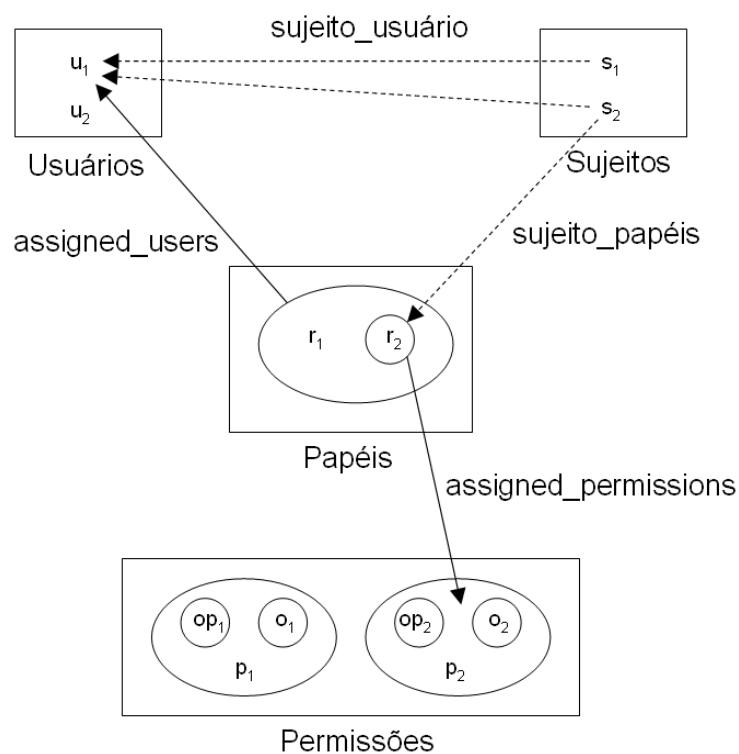 sujeito_usuário
u1
s1
u2
s2
Usuários
Sujeitos
assigned_users
sujeito_papéis
r1
r2
Papéis
assigned_permissions
op1
o1
op2
o2
p1
p2
Permissões